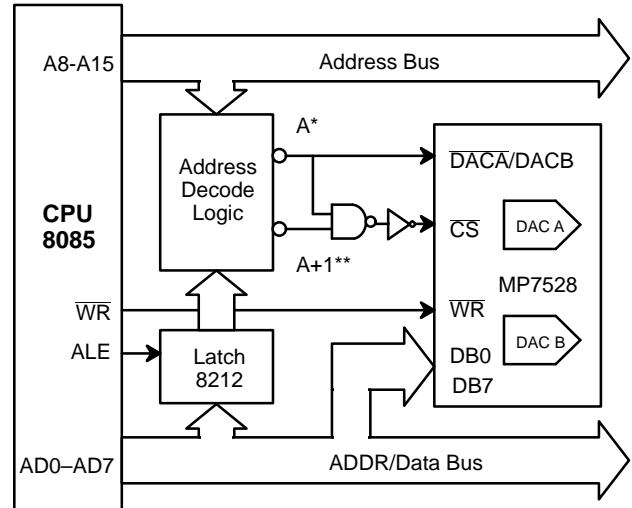 A8-A15
Address Bus
A*
Address
Decode
Logic
DACA/DACB
CPU
8085
CS
DAC A
A+1**
MP7528
WR
WR
ALE
Latch
8212
DB0
DB7
DAC B
AD0–AD7
ADDR/Data Bus